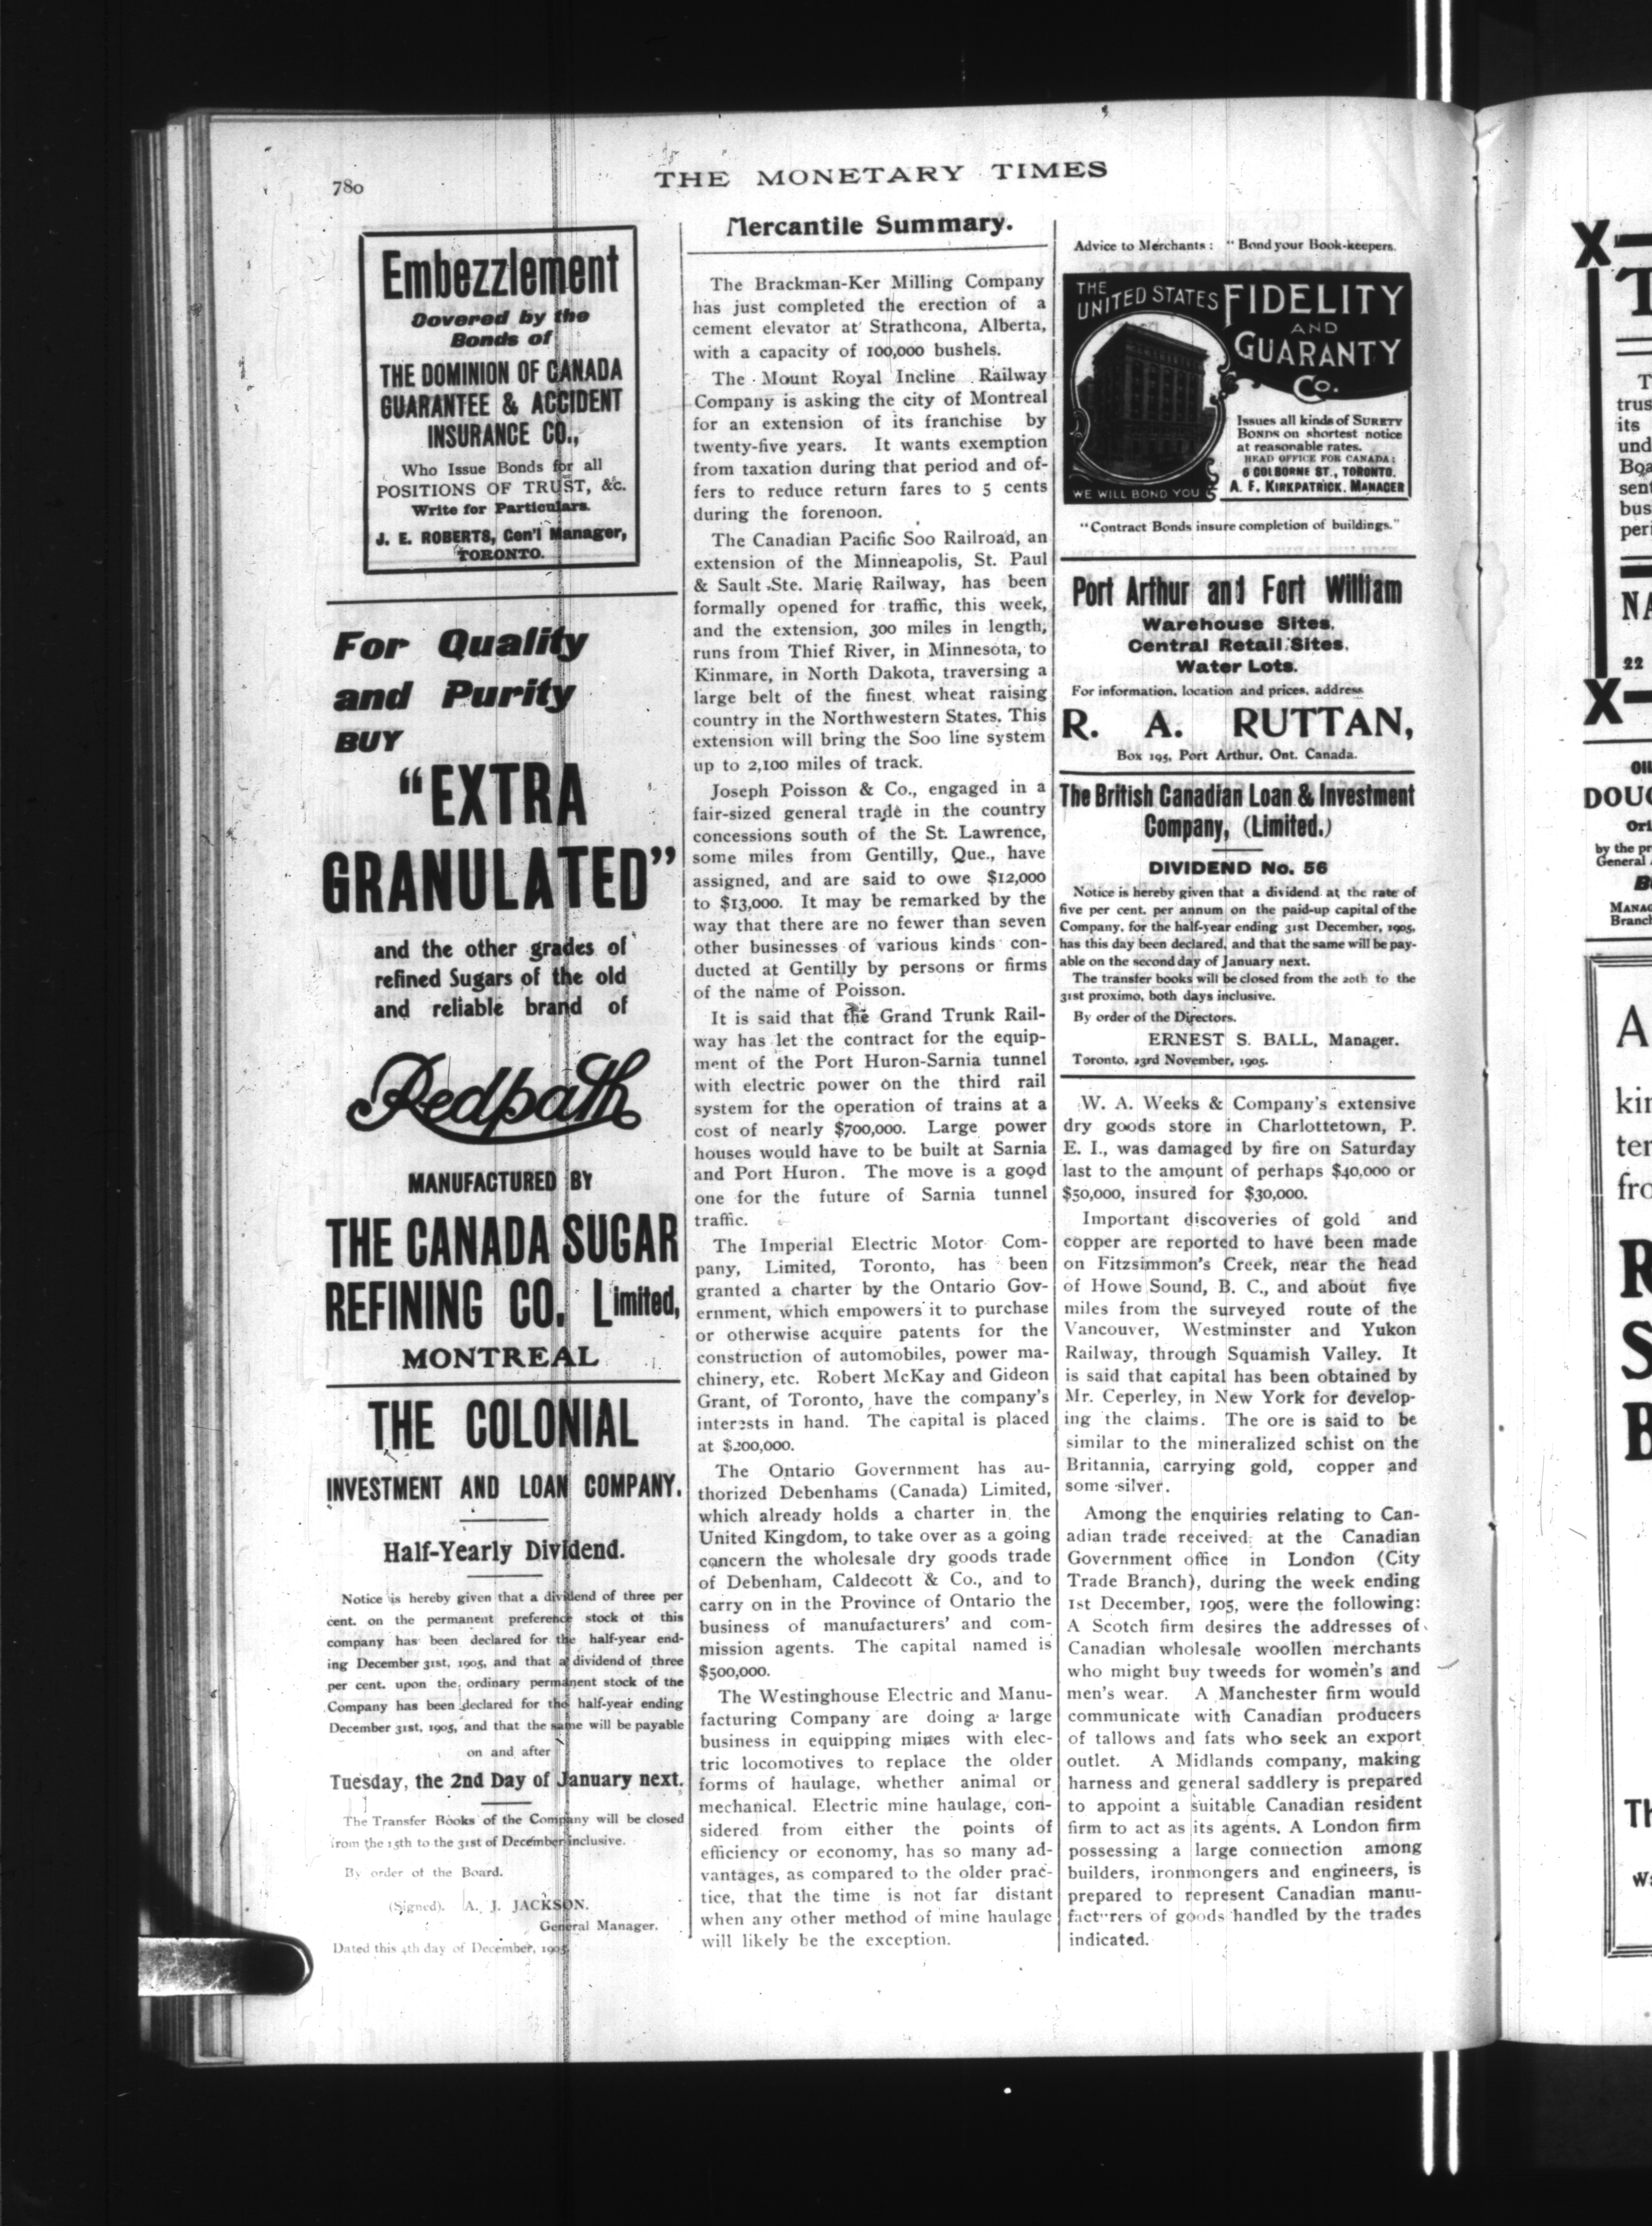 780
THE MONETARY TIMES
Embezzlement
Covered by the
Bonds of
THE DOMINION OF CANADA
GUARANTEE & ACCIDENT
INSURANCE CO.,
Who Issue Bonds for all
POSITIONS OF TRUST, &c.
Write for Particulars.
J. E. ROBERTS, Gen'l Manager,
TORONTO.
For Quality
and Purity
BUY
"EXTRA
GRANULATED"
and the other grades of
refined Sugars of the old
and reliable brand of
Redpath
MANUFACTURED BY
THE CANADA SUGAR
REFINING CO. Limited,
MONTREAL
THE COLONIAL
INVESTMENT AND LOAN COMPANY.
Half-Yearly Dividend.
Notice is hereby given that a dividend of three per
cent. on the permanent preference stock of this
company has been declared for the half-year end-
ing December 31st, 1905, and that a dividend of three
per cent. upon the ordinary permanent stock of the
Company has been declared for the half-year ending
December 31st, 1905, and that the same will be payable
on and after
Tuesday, the 2nd Day of January next.
The Transfer Books of the Company will be closed
from the 15th to the 31st of December inclusive.
By order of the Board.
(Signed). A. J. JACKSON.
General Manager.
Dated this 4th day of December, 1905.
Mercantile Summary.
The Brackman-Ker Milling Company
has just completed the erection of a
cement elevator at Strathcona, Alberta,
with a capacity of 100,000 bushels.
The Mount Royal Incline Railway
Company is asking the city of Montreal
for an extension of its franchise by
twenty-five years. It wants exemption
from taxation during that period and of-
fers to reduce return fares to 5 cents
during the forenoon.
The Canadian Pacific Soo Railroad, an
extension of the Minneapolis, St. Paul
& Sault Ste. Marie Railway, has been
formally opened for traffic, this week,
and the extension, 300 miles in length,
runs from Thief River, in Minnesota, to
Kinmare, in North Dakota, traversing a
large belt of the finest wheat raising
country in the Northwestern States. This
extension will bring the Soo line system
up to 2,100 miles of track.
Joseph Poisson & Co., engaged in a
fair-sized general trade in the country
concessions south of the St. Lawrence,
some miles from Gentilly, Que., have
assigned, and are said to owe $12,000
to $13,000. It may be remarked by the
way that there are no fewer than seven
other businesses of various kinds con-
ducted at Gentilly by persons or firms
of the name of Poisson.
It is said that the Grand Trunk Rail-
way has let the contract for the equip-
ment of the Port Huron-Sarnia tunnel
with electric power on the third rail
system for the operation of trains at a
cost of nearly $700,000. Large power
houses would have to be built at Sarnia
and Port Huron. The move is a good
one for the future of Sarnia tunnel
traffic.
The Imperial Electric Motor Com-
pany, Limited, Toronto, has been
granted a charter by the Ontario Gov-
ernment, which empowers it to purchase
or otherwise acquire patents for the
construction of automobiles, power ma-
chinery, etc. Robert McKay and Gideon
Grant, of Toronto, have the company's
interests in hand. The capital is placed
at
The Ontario Government has au-
thorized Debenhams (Canada) Limited,
which already holds a charter in the
United Kingdom, to take over as a going
concern the wholesale dry goods trade
of Debenham, Caldecott & Co., and to
carry on in the Province of Ontario the
business of manufacturers' and com-
mission agents. The capital named is
$500,000.
The Westinghouse Electric and Manu-
facturing Company are doing a large
business in equipping mines with elec-
tric locomotives to replace the older
forms of haulage, whether animal or
mechanical. Electric mine haulage, con-
sidered from either the points of
efficiency or economy, has so many ad-
vantages, as compared to the older prac-
tice, that the time is not far distant
when any other method of mine haulage
will likely be the exception.
Advice to Merchants: "Bond your Book-keepers.
THE
UNITED STATES FIDELITY
AND
GUARANTY
Co.
Issues all kinds of SURETY
BONDS on shortest notice
at reasonable rates.
HEAD OFFICE FOR CANADA:
6 COLBORNE ST., TORONTO.
A. F. KIRKPATRICK, MANAGER
WE WILL BOND YOU
"Contract Bonds insure completion of buildings."
Port Arthur and Fort William
Warehouse Sites,
Central Retail Sites,
Water Lots.
For information, location and prices, address
R. A. RUTTAN,
Box 195, Port Arthur, Ont. Canada.
The British Canadian Loan & Investment
Company, (Limited.)
DIVIDEND No. 56
Notice is hereby given that a dividend at the rate of
five per cent. per annum on the paid-up capital of the
Company, for the half-year ending 31st December, 1905,
has this day been declared, and that the same will be pay-
able on the second day of January next.
The transfer books will be closed from the 20th to the
31st proximo, both days inclusive.
By order of the Directors.
ERNEST S. BALL, Manager.
Toronto, 23rd November, 1905.
W. A. Weeks & Company's extensive
dry goods store in Charlottetown, P.
E. I., was damaged by fire on Saturday
last to the amount of perhaps $40,000 or
$50,000, insured for $30,000.
Important discoveries of gold and
copper are reported to have been made
on Fitzsimmon's Creek, near the head
of Howe Sound, B. C., and about five
miles from the surveyed route of the
Vancouver, Westminster and Yukon
Railway, through Squamish Valley. It
is said that capital has been obtained by
Mr. Ceperley, in New York for develop-
ing the claims. The ore is said to be
similar to the mineralized schist on the
Britannia, carrying gold, copper and
some silver.
Among the enquiries relating to Can-
adian trade received at the Canadian
Government office in London (City
Trade Branch), during the week ending
1st December, 1905, were the following:
A Scotch firm desires the addresses of
Canadian wholesale woollen merchants
who might buy tweeds for women's and
men's wear. A Manchester firm would
communicate with Canadian producers
of tallows and fats who seek an export
outlet. A Midlands company, making
harness and general saddlery is prepared
to appoint a suitable Canadian resident
firm to act as its agents. A London firm
possessing a large connection among
builders, ironmongers and engineers, is
prepared to represent Canadian manu-
facturers of goods handled by the trades
indicated.